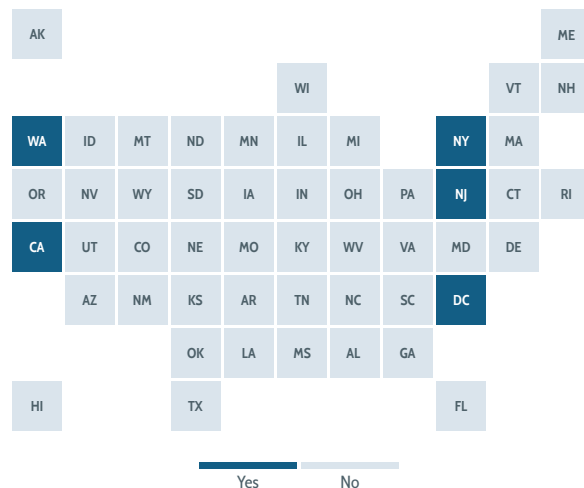 AK ME
WI VT NH
WA ID MT ND MN IL MI NY MA
OR NV WY SD IA IN OH PA NJ CT RI
CA UT CO NE MO KY WV VA MD DE
AZ NM KS AR TN NC SC DC
OK LA MS AL GA
HI TX FL
Yes No